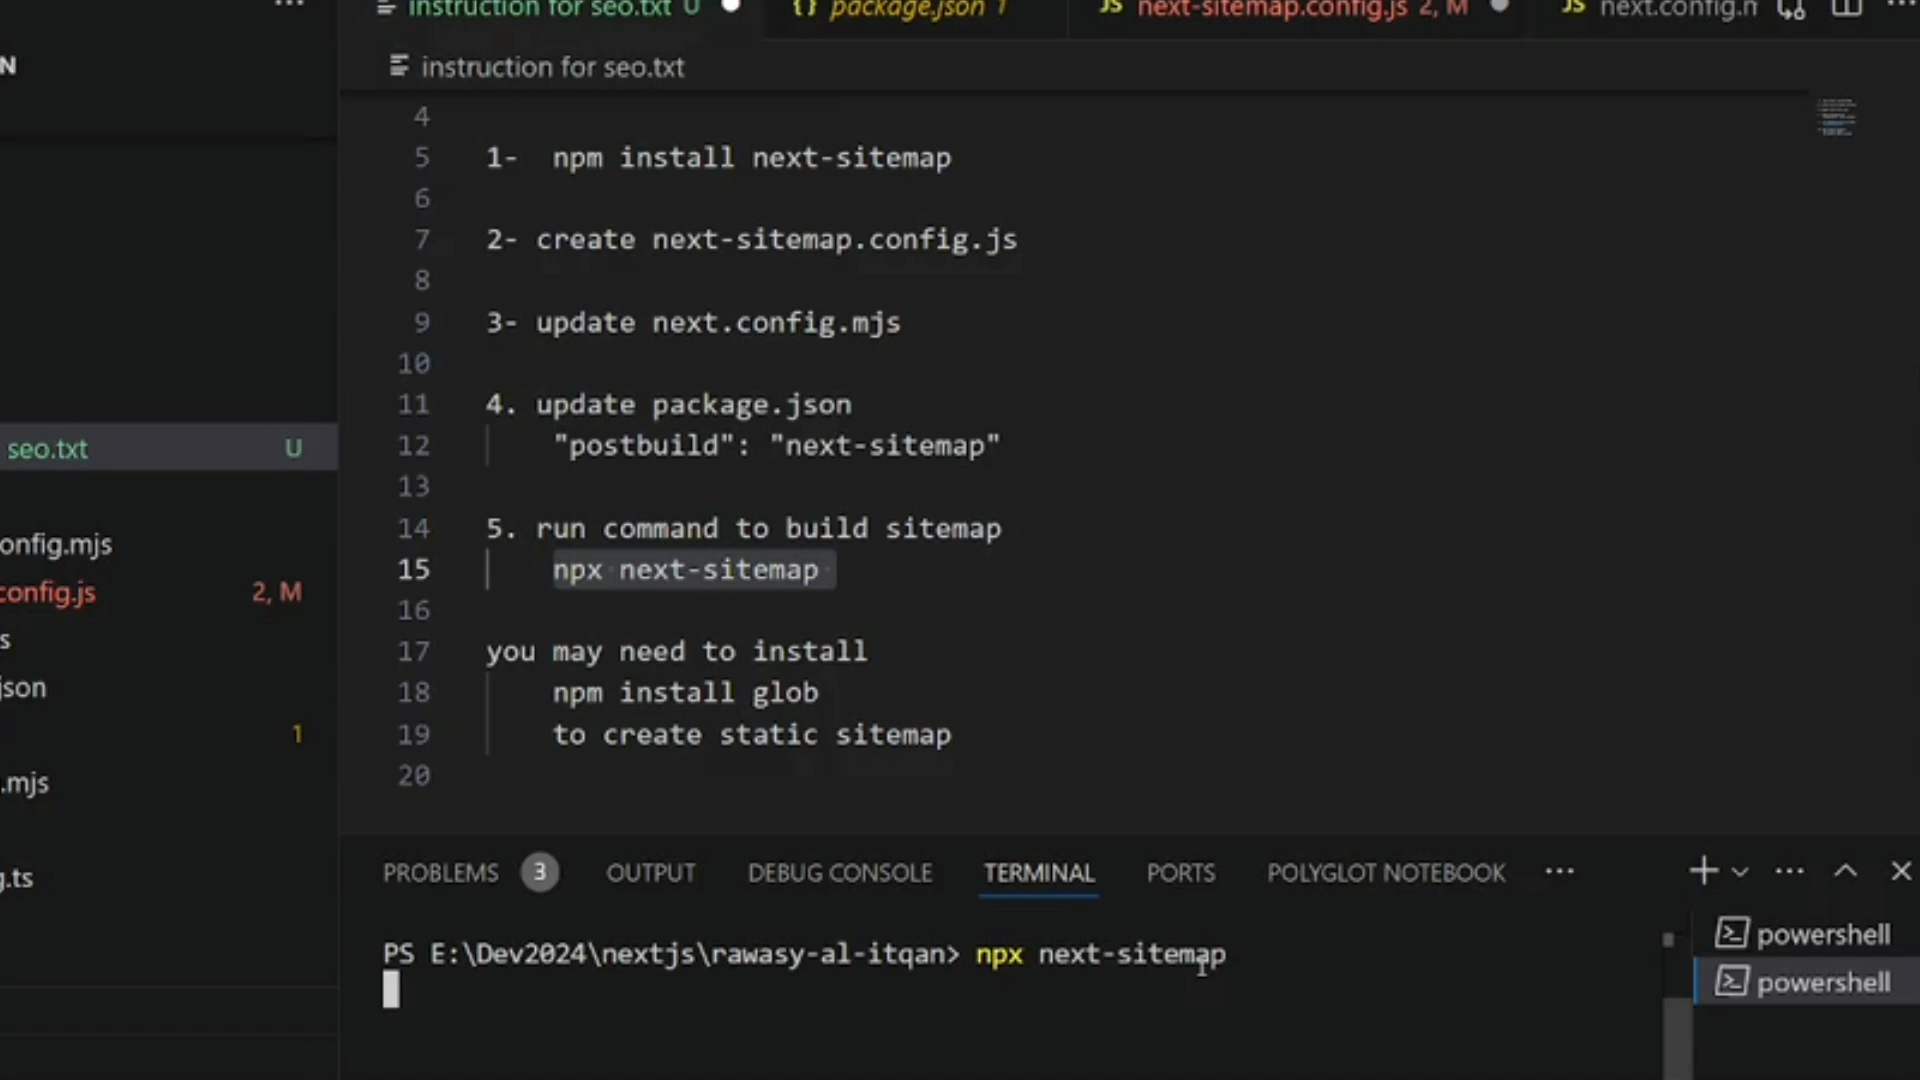 instruction for seo.txt U
{} package.json 1
JS next-sitemap.config.js 2, M
JS next.config.m
N
instruction for seo.txt
4
5 1- npm install next-sitemap
6
7 2- create next-sitemap.config.js
8
9 3- update next.config.mjs
10
11 4. update package.json
12 "postbuild": "next-sitemap"
13
14 5. run command to build sitemap
15 npx next-sitemap
16
17 you may need to install
18 npm install glob
19 to create static sitemap
20
seo.txt U
onfig.mjs
config.js 2, M
s
json
1
.mjs
g.ts
PROBLEMS 3 OUTPUT DEBUG CONSOLE TERMINAL PORTS POLYGLOT NOTEBOOK
PS E:\Dev2024\nextjs\rawasy-al-itqan> npx next-sitemap
powershell
powershell